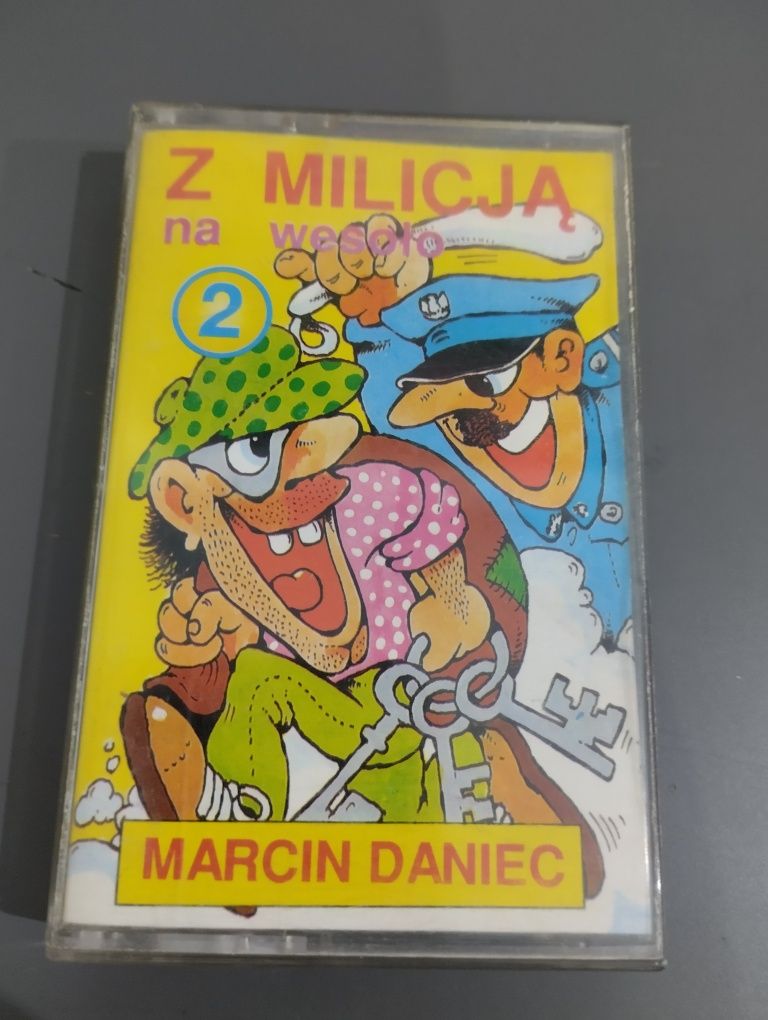 Z MILICJĄ
na wesoło
2
MARCIN DANIEC